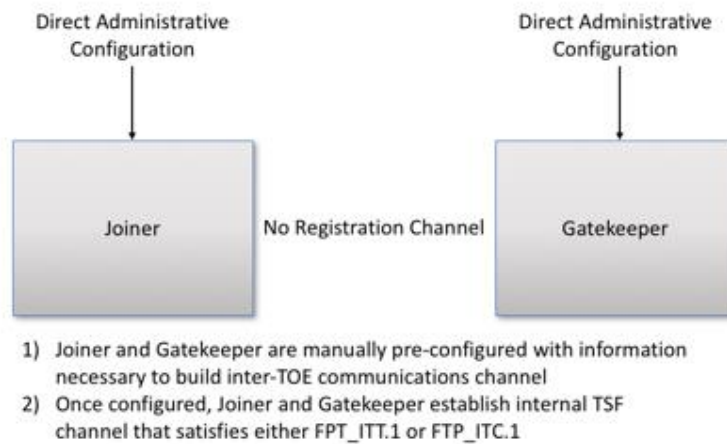 Direct Administrative
Configuration
Direct Administrative
Configuration
Joiner
No Registration Channel
Gatekeeper
1) Joiner and Gatekeeper are manually pre-configured with information
necessary to build inter-TOE communications channel
2) Once configured, Joiner and Gatekeeper establish internal TSF
channel that satisfies either FPT_ITT.1 or FTP_ITC.1